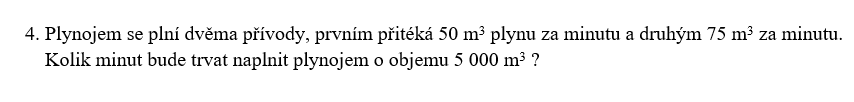 4. Plynojem se plní dvěma přívody, prvním přitéká 50 m³ plynu za minutu a druhým 75 m³ za minutu.
Kolik minut bude trvat naplnit plynojem o objemu 5 000 m³ ?